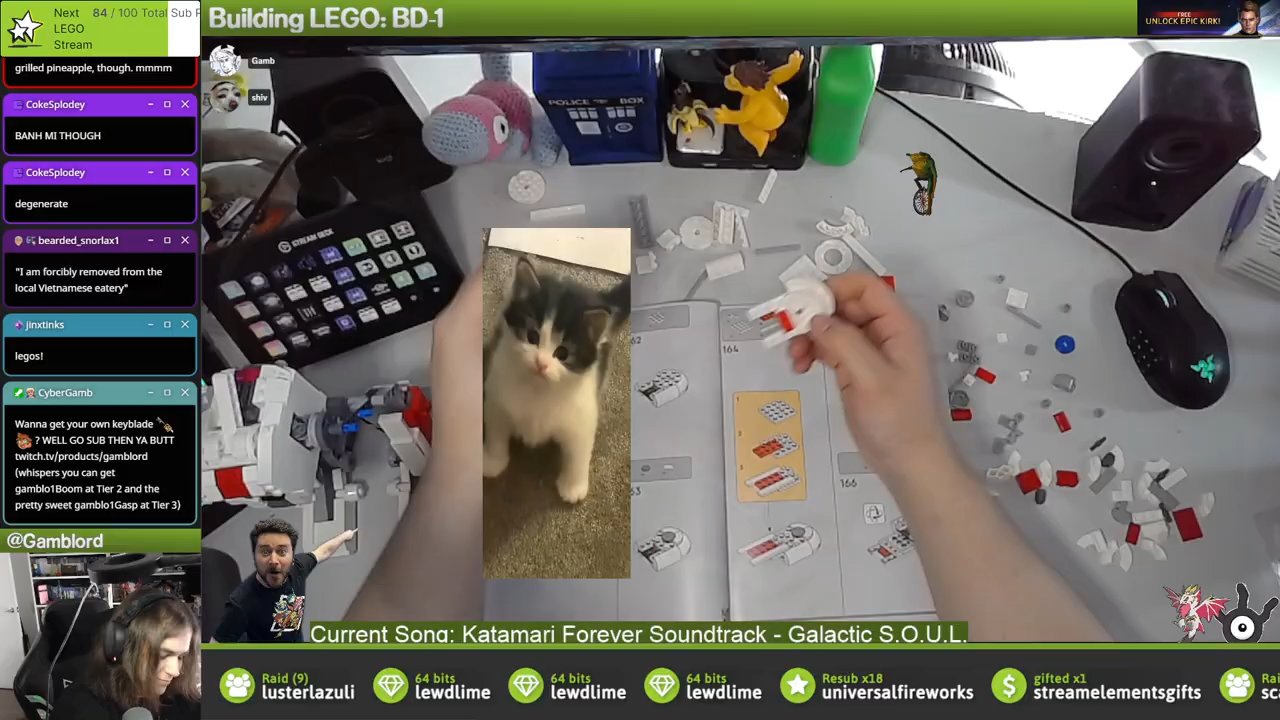 Next
LEGO
Stream
84 / 100 Total Sub
Building LEGO: BD-1
FREE
UNLOCK EPIC KIRK!
grilled pineapple, though. mmmm
CokeSplodey
BANH MI THOUGH
CokeSplodey
degenerate
bearded_snorlax1
"I am forcibly removed from the
local Vietnamese eatery"
jinxtinks
legos!
CyberGamb
Wanna get your own keyblade
? WELL GO SUB THEN YA BUTT
twitch.tv/products/gamblord
(whispers you can get
gamblo1Boom at Tier 2 and the
pretty sweet gamblo1Gasp at Tier 3)
@Gamblord
Gamb
shiv
POLICE BOX
STREAM DECK
62
164
63
166
Current Song: Katamari Forever Soundtrack - Galactic S.O.U.L.
Raid (9)
lusterlazuli
64 bits
lewdlime
64 bits
lewdlime
64 bits
lewdlime
Resub x18
universalfireworks
gifted x1
streamelementsgifts